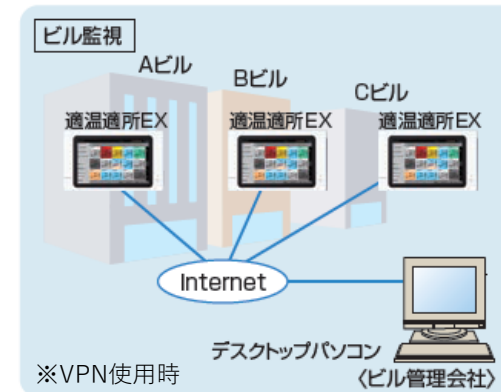 ビル監視
Aビル
Bビル
Cビル
適温適所EX
適温適所EX
適温適所EX
Internet
デスクトップパソコン
〈ビル管理会社〉
※VPN使用時